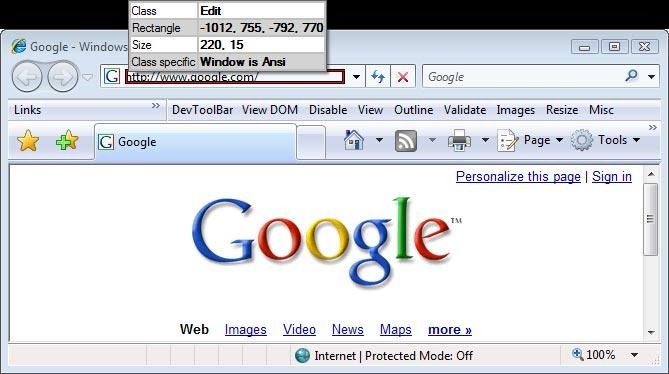 Class Edit
Rectangle -1012, 755, -792, 770
Size 220, 15
Class specific Window is Ansi
Google - Windows
http://www.google.com/
Google
Links » DevToolBar View DOM Disable View Outline Validate Images Resize Misc »
Google Page Tools »
Personalize this page | Sign in
Google™
Web Images Video News Maps more »
Internet | Protected Mode: Off 100%